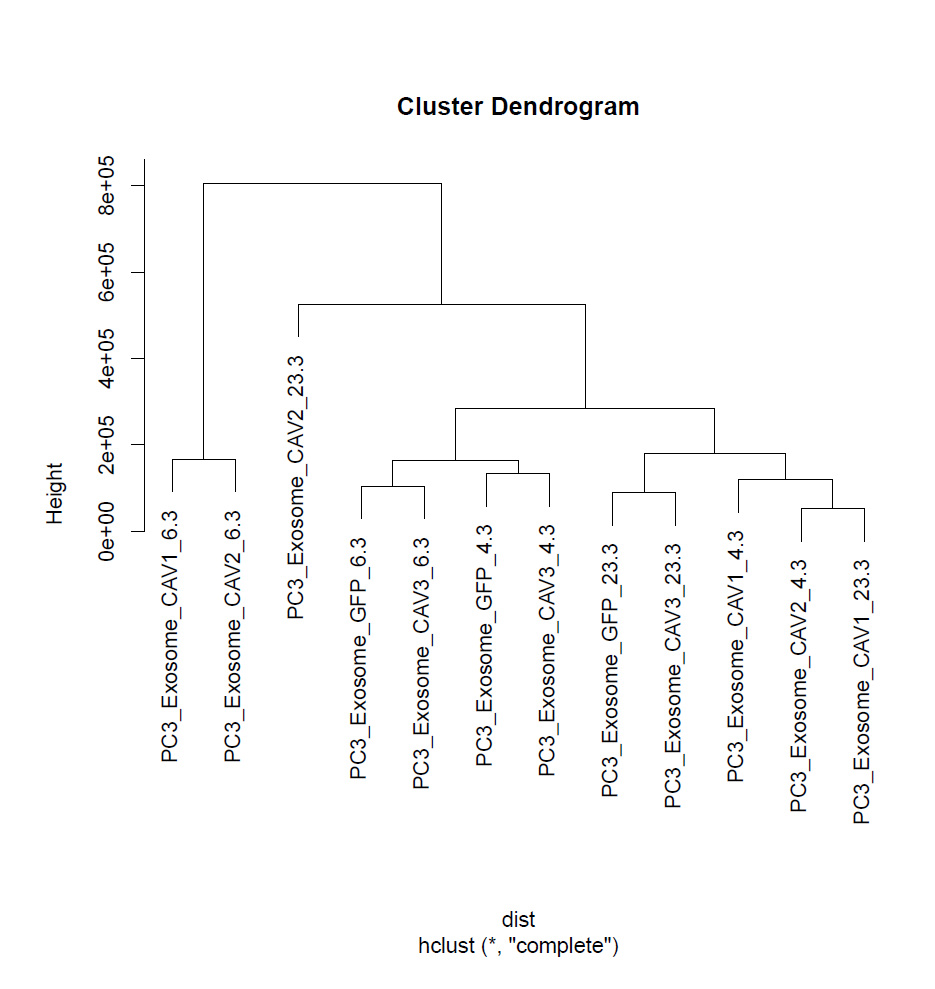 Cluster Dendrogram
Height
0e+00
2e+05
4e+05
6e+05
8e+05
PC3_Exosome_CAV1_6.3
PC3_Exosome_CAV2_6.3
PC3_Exosome_CAV2_23.3
PC3_Exosome_GFP_6.3
PC3_Exosome_CAV3_6.3
PC3_Exosome_GFP_4.3
PC3_Exosome_CAV3_4.3
PC3_Exosome_GFP_23.3
PC3_Exosome_CAV3_23.3
PC3_Exosome_CAV1_4.3
PC3_Exosome_CAV2_4.3
PC3_Exosome_CAV1_23.3
dist
hclust (*, "complete")